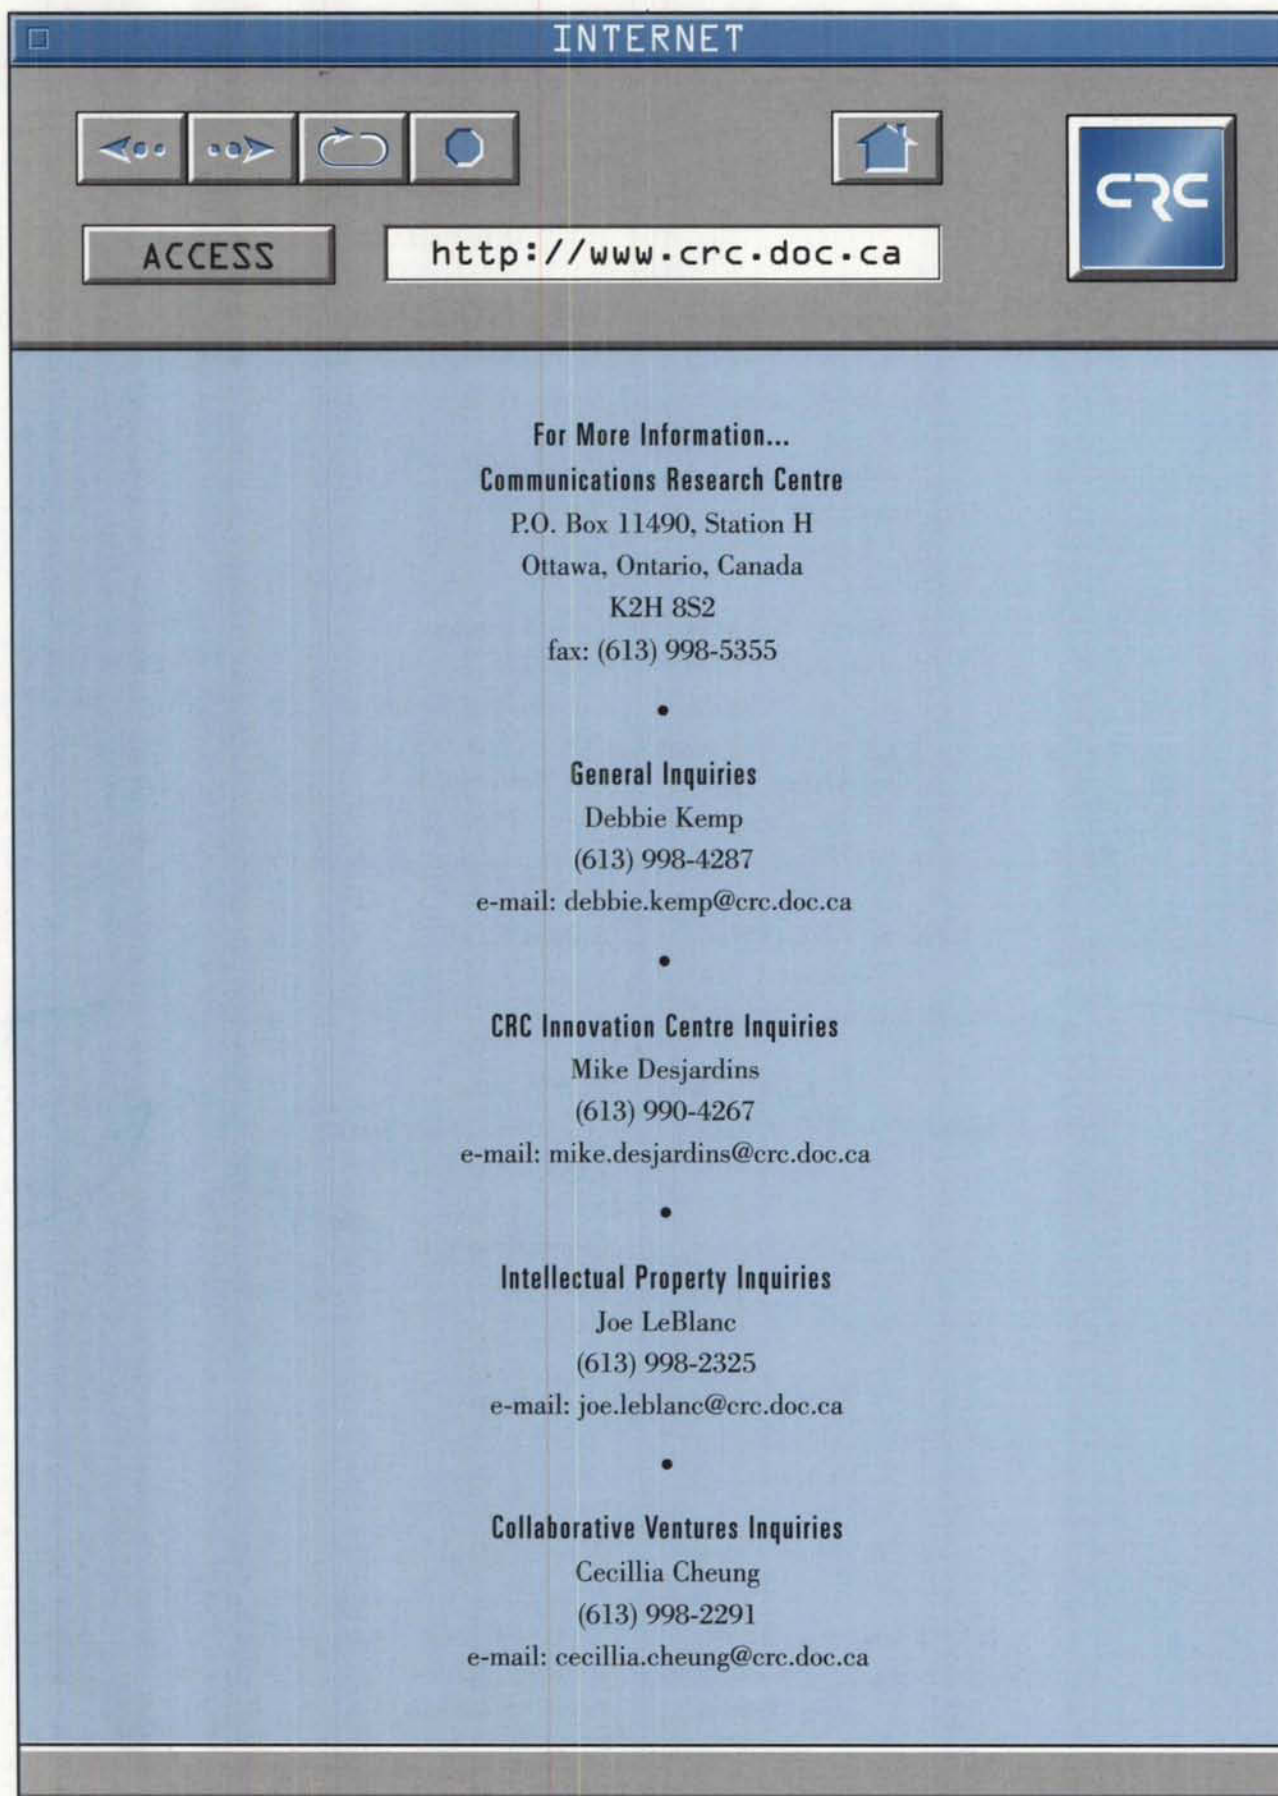 INTERNET
CRC
ACCESS
http://www.crc.doc.ca
For More Information...
Communications Research Centre
P.O. Box 11490, Station H
Ottawa, Ontario, Canada
K2H 8S2
fax: (613) 998-5355
•
General Inquiries
Debbie Kemp
(613) 998-4287
e-mail: debbie.kemp@crc.doc.ca
•
CRC Innovation Centre Inquiries
Mike Desjardins
(613) 990-4267
e-mail: mike.desjardins@crc.doc.ca
•
Intellectual Property Inquiries
Joe LeBlanc
(613) 998-2325
e-mail: joe.leblanc@crc.doc.ca
•
Collaborative Ventures Inquiries
Cecillia Cheung
(613) 998-2291
e-mail: cecillia.cheung@crc.doc.ca